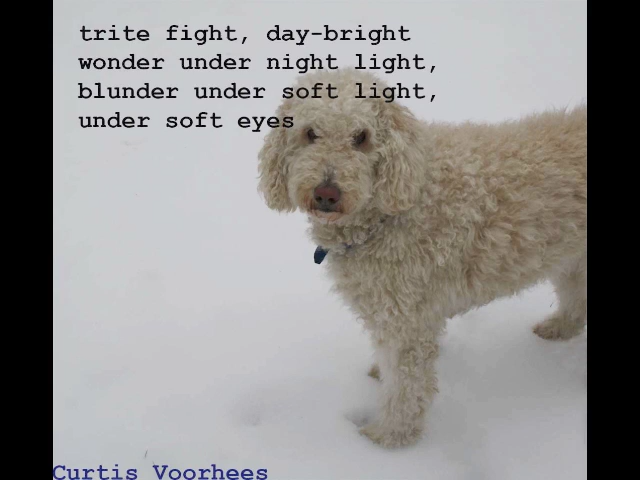 trite fight, day-bright
wonder under night light,
blunder under soft light,
under soft eyes
Curtis Voorhees